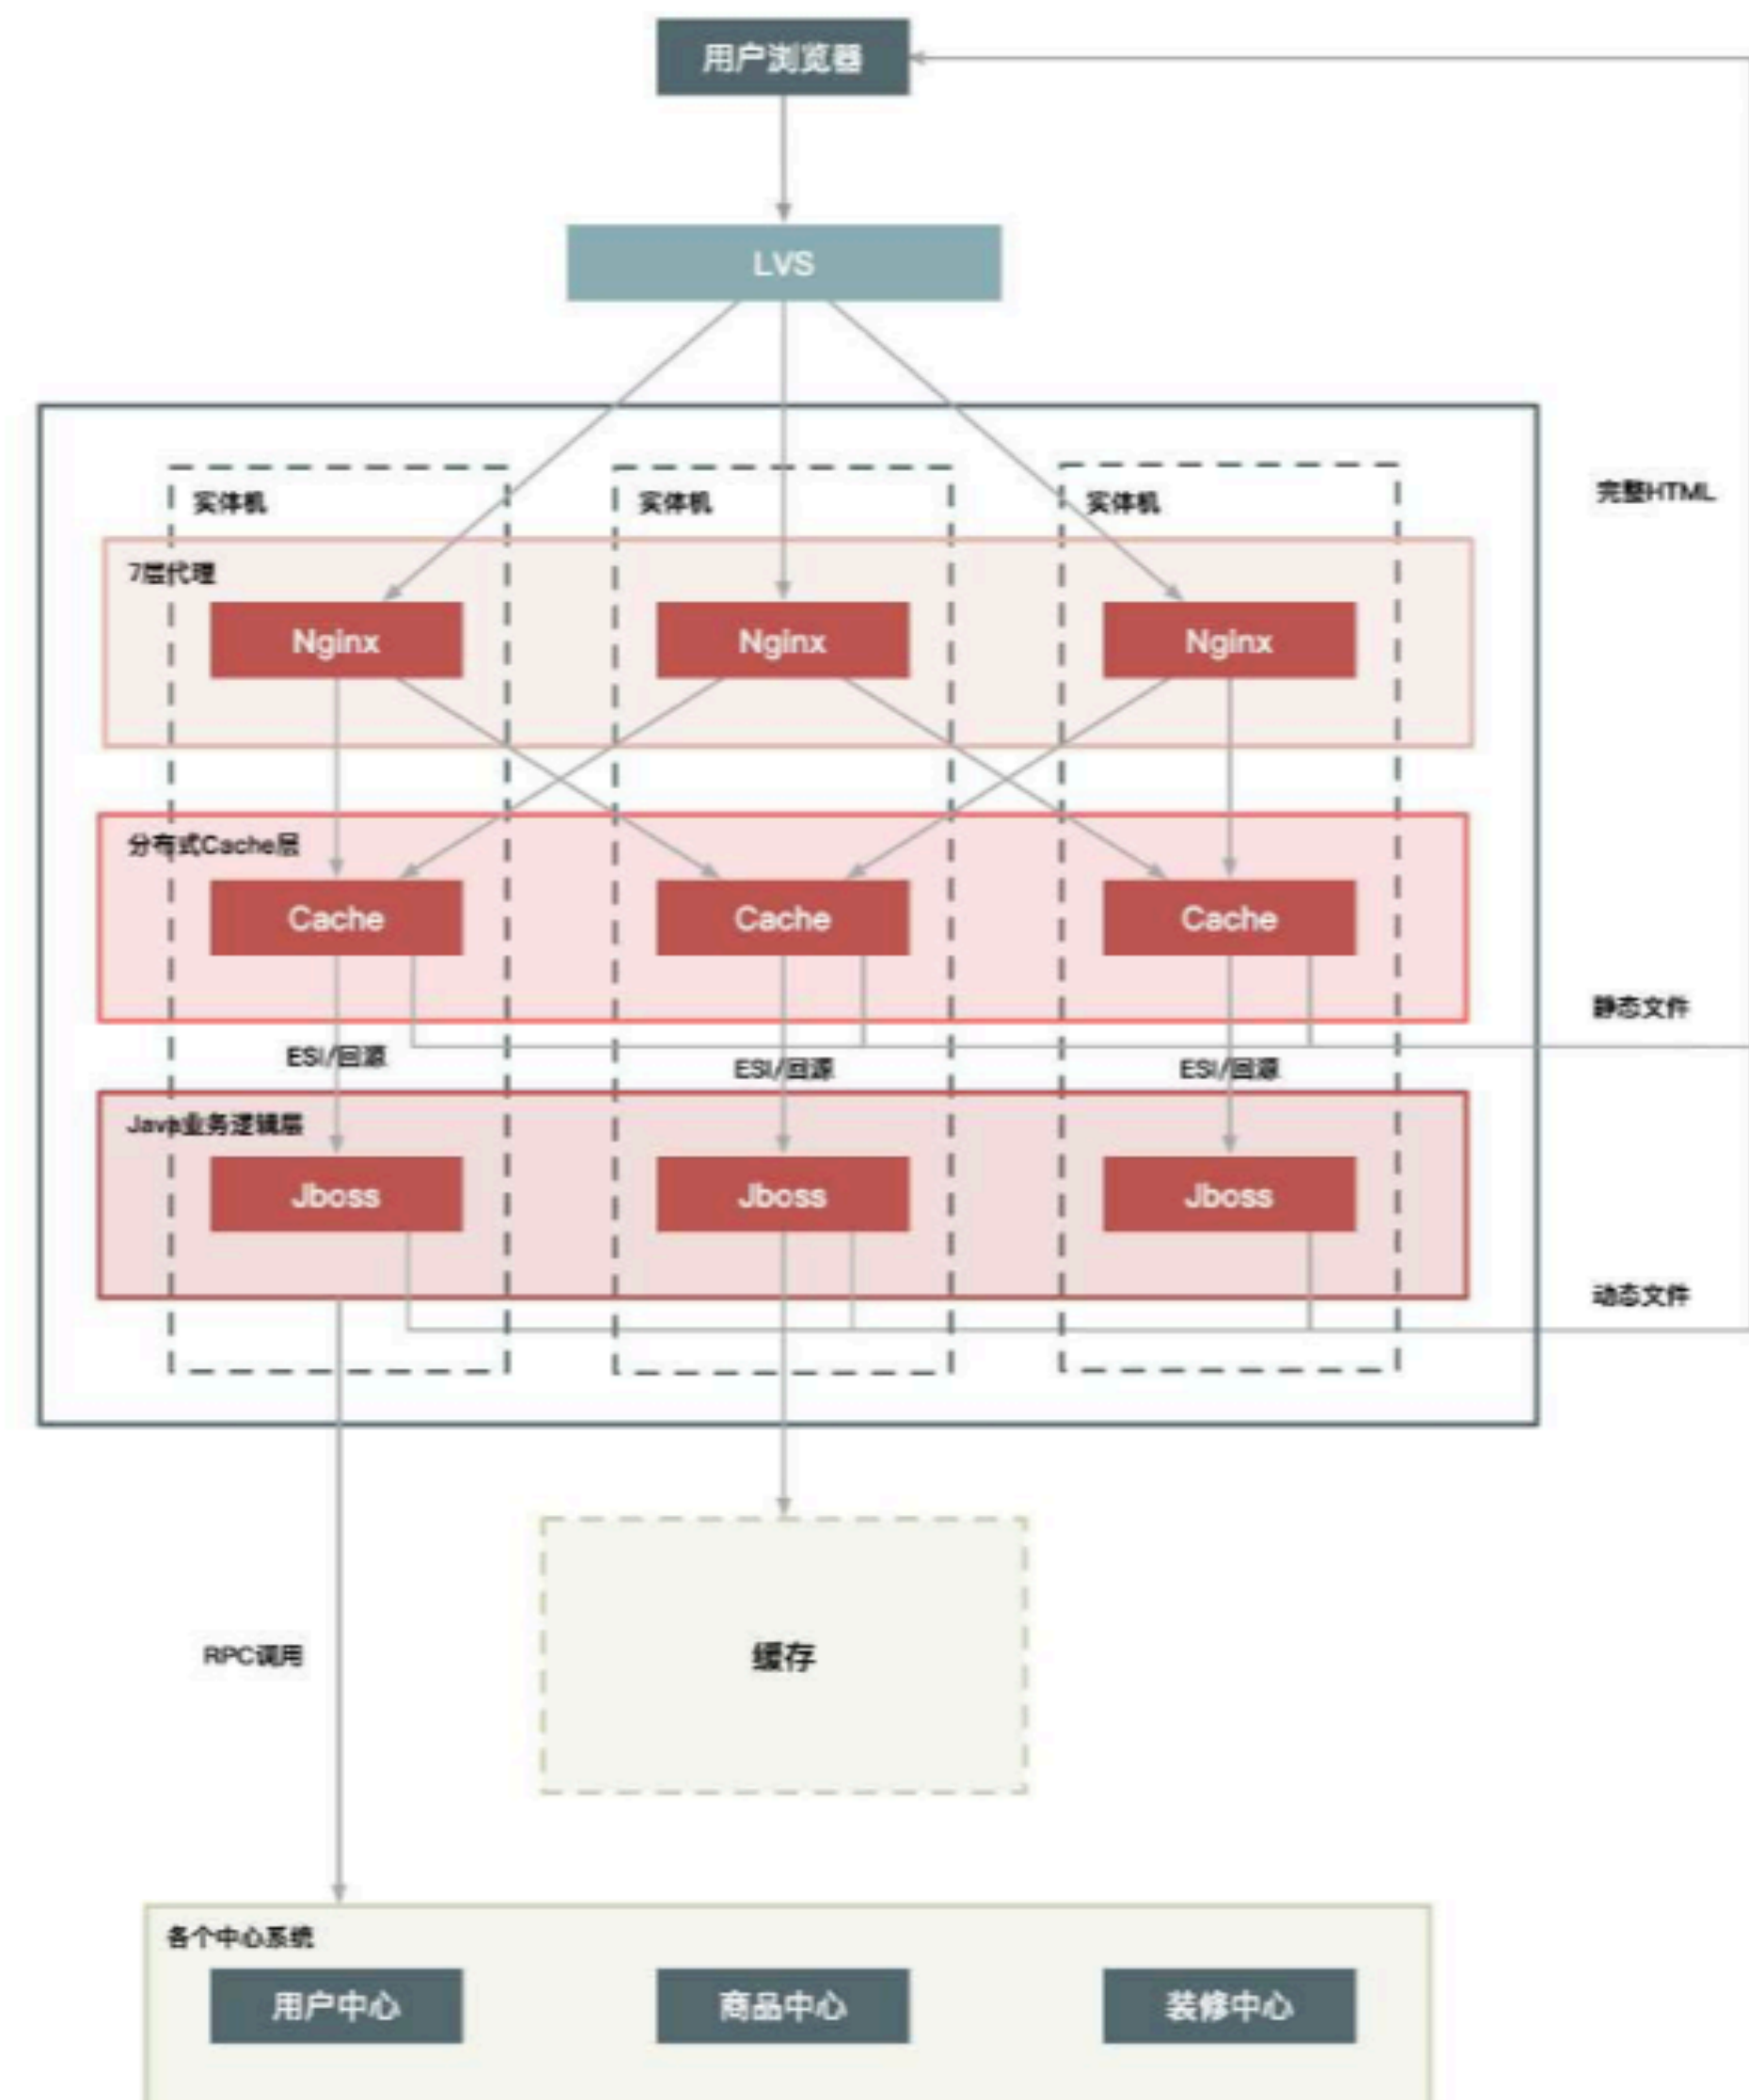 用户浏览器
LVS
实体机
实体机
实体机
完整HTML
7层代理
Nginx
Nginx
Nginx
分布式Cache层
Cache
Cache
Cache
静态文件
ESI/回源
ESI/回源
ESI/回源
Java业务逻辑层
Jboss
Jboss
Jboss
动态文件
RPC调用
缓存
各个中心系统
用户中心
商品中心
装修中心